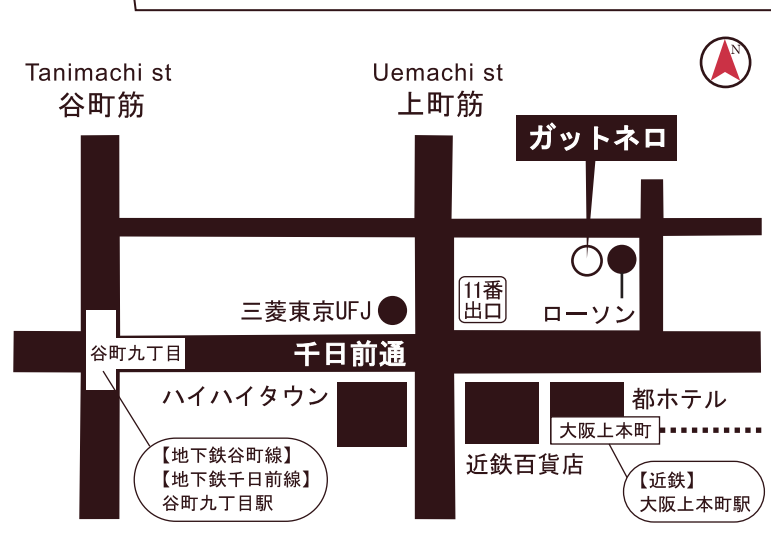 N
Tanimachi st
谷町筋
Uemachi st
上町筋
ガットネロ
三菱東京UFJ
11番
出口
ローソン
谷町九丁目
千日前通
ハイハイタウン
都ホテル
大阪上本町
近鉄百貨店
【地下鉄谷町線】
【地下鉄千日前線】
谷町九丁目駅
【近鉄】
大阪上本町駅